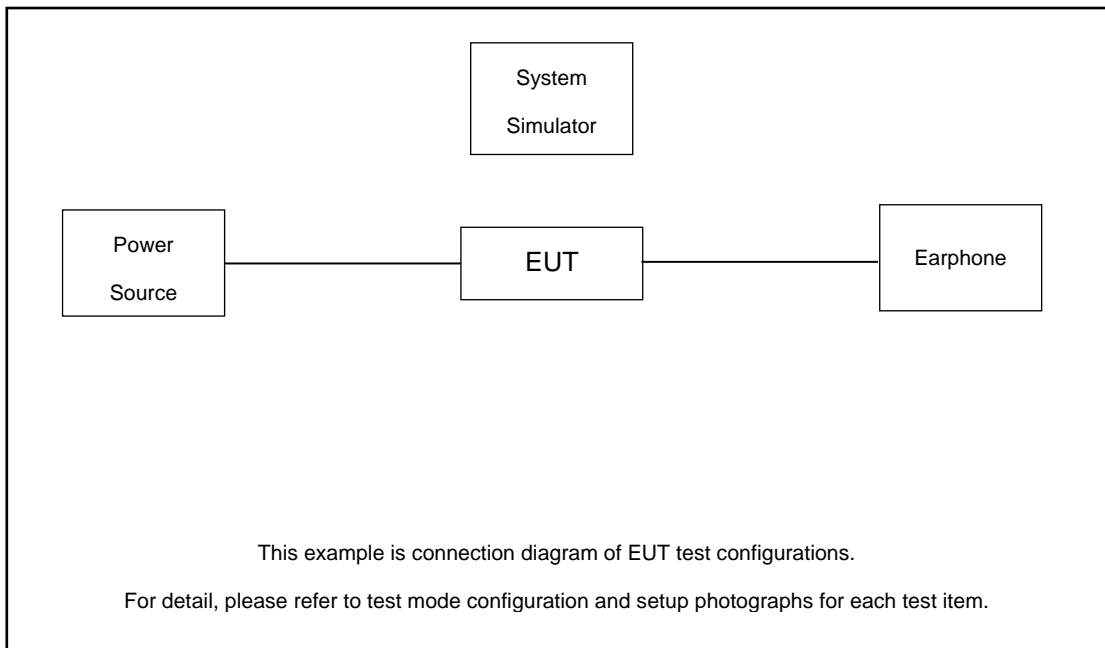 System
Simulator
Power
Source
EUT
Earphone
This example is connection diagram of EUT test configurations.
For detail, please refer to test mode configuration and setup photographs for each test item.